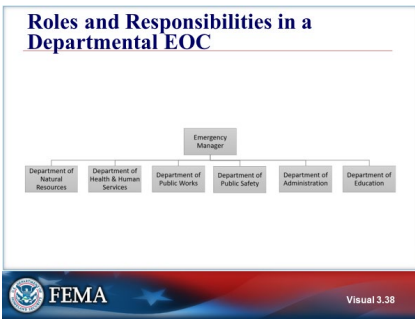 Roles and Responsibilities in a
Departmental EOC
Emergency
Manager
Department of
Natural
Resources
Department of
Health & Human
Services
Department of
Public Works
Department of
Public Safety
Department of
Administration
Department of
Education
FEMA
Visual 3.38